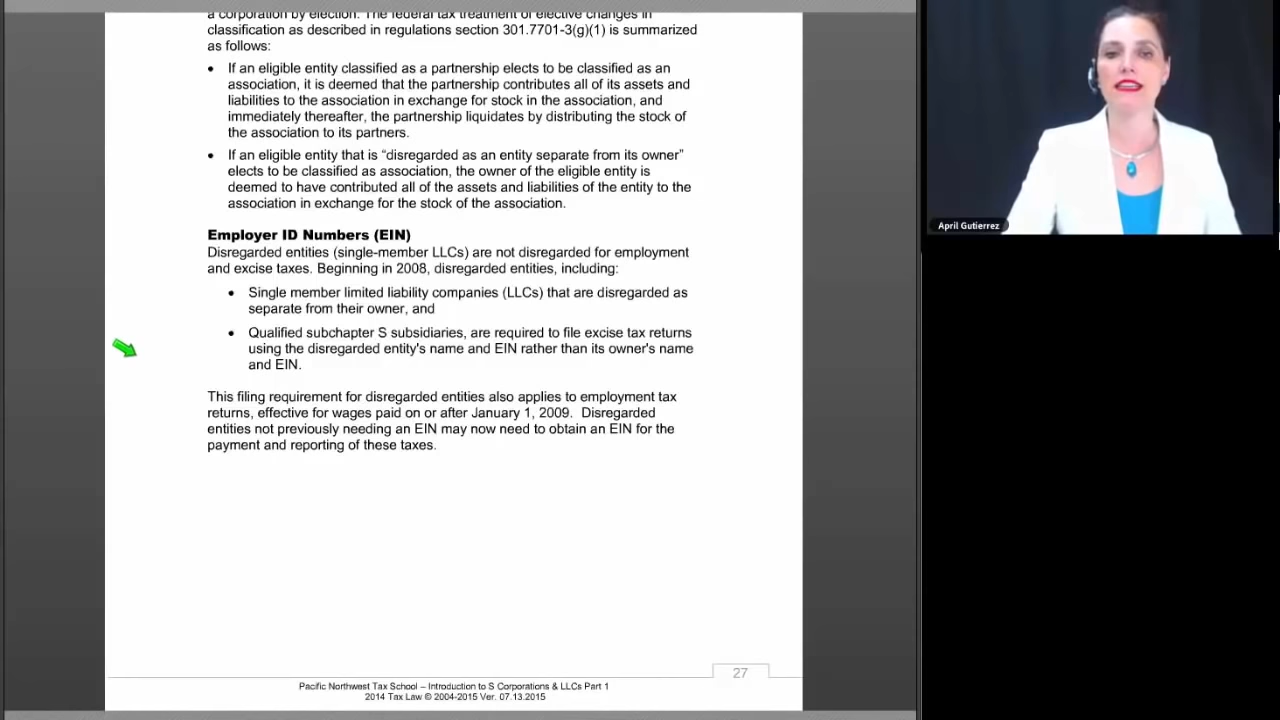 a corporation by election. The federal tax treatment of elective changes in
classification as described in regulations section 301.7701-3(g)(1) is summarized
as follows:
• If an eligible entity classified as a partnership elects to be classified as an
association, it is deemed that the partnership contributes all of its assets and
liabilities to the association in exchange for stock in the association, and
immediately thereafter, the partnership liquidates by distributing the stock of
the association to its partners.
• If an eligible entity that is “disregarded as an entity separate from its owner”
elects to be classified as association, the owner of the eligible entity is
deemed to have contributed all of the assets and liabilities of the entity to the
association in exchange for the stock of the association.
Employer ID Numbers (EIN)
Disregarded entities (single-member LLCs) are not disregarded for employment
and excise taxes. Beginning in 2008, disregarded entities, including:
• Single member limited liability companies (LLCs) that are disregarded as
separate from their owner, and
• Qualified subchapter S subsidiaries, are required to file excise tax returns
using the disregarded entity's name and EIN rather than its owner's name
and EIN.
This filing requirement for disregarded entities also applies to employment tax
returns, effective for wages paid on or after January 1, 2009. Disregarded
entities not previously needing an EIN may now need to obtain an EIN for the
payment and reporting of these taxes.
27
Pacific Northwest Tax School – Introduction to S Corporations & LLCs Part 1
2014 Tax Law © 2004-2015 Ver. 07.13.2015
April Gutierrez